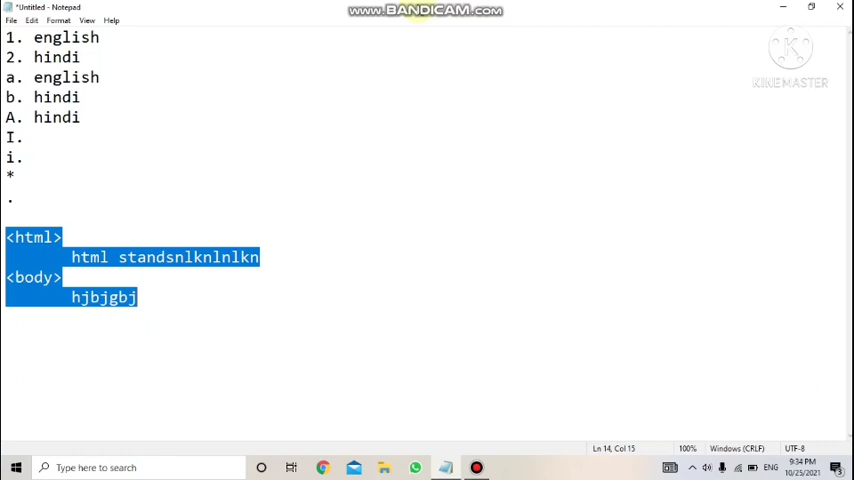 *Untitled - Notepad
www.BANDICAM.com
File Edit Format View Help
1. english
2. hindi
a. english
b. hindi
A. hindi
I.
i.
*
.
<html>
html standsnlknlnlkn
<body>
hjbjgbj
KINEMASTER
Ln 14, Col 15 100% Windows (CRLF) UTF-8
Type here to search
ENG
9:34 PM
10/25/2021
3